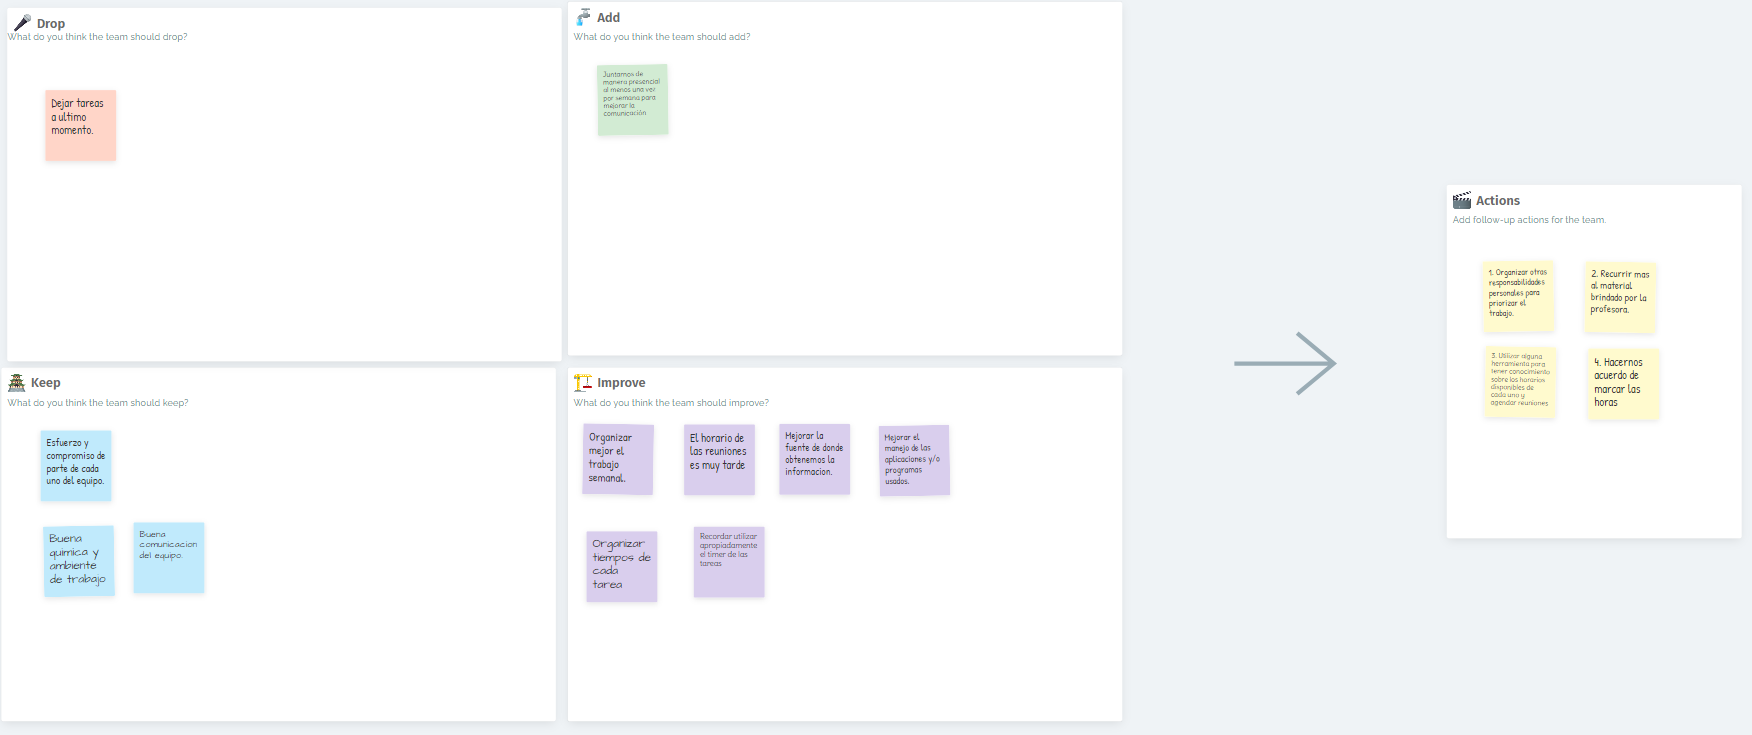 Drop
What do you think the team should drop?
Dejar tareas
a ultimo
momento.
Add
What do you think the team should add?
Juntarnos de
manera presencial
al menos una vez
por semana para
mejorar la
comunicación
Keep
What do you think the team should keep?
Esfuerzo y
compromiso de
parte de cada
uno del equipo.
Buena
quimica y
ambiente
de trabajo
Buena
comunicacion
del equipo.
Improve
What do you think the team should improve?
Organizar
mejor el
trabajo
semanal.
El horario de
las reuniones
es muy tarde
Mejorar la
fuente de donde
obtenemos la
informacion.
Mejorar el
manejo de las
aplicaciones y/o
programas
usados.
Organizar
tiempos de
cada
tarea
Recordar utilizar
apropiadamente
el timer de las
tareas
Actions
Add follow-up actions for the team.
1. Organizar otras
responsabilidades
personales para
priorizar el
trabajo.
2. Recurrir mas
al material
brindado por la
profesora.
3. Utilizar alguna
herramienta para
tener conocimiento
sobre los horarios
disponibles de
cada uno y
agendar reuniones
4. Hacernos
acuerdo de
marcar las
horas